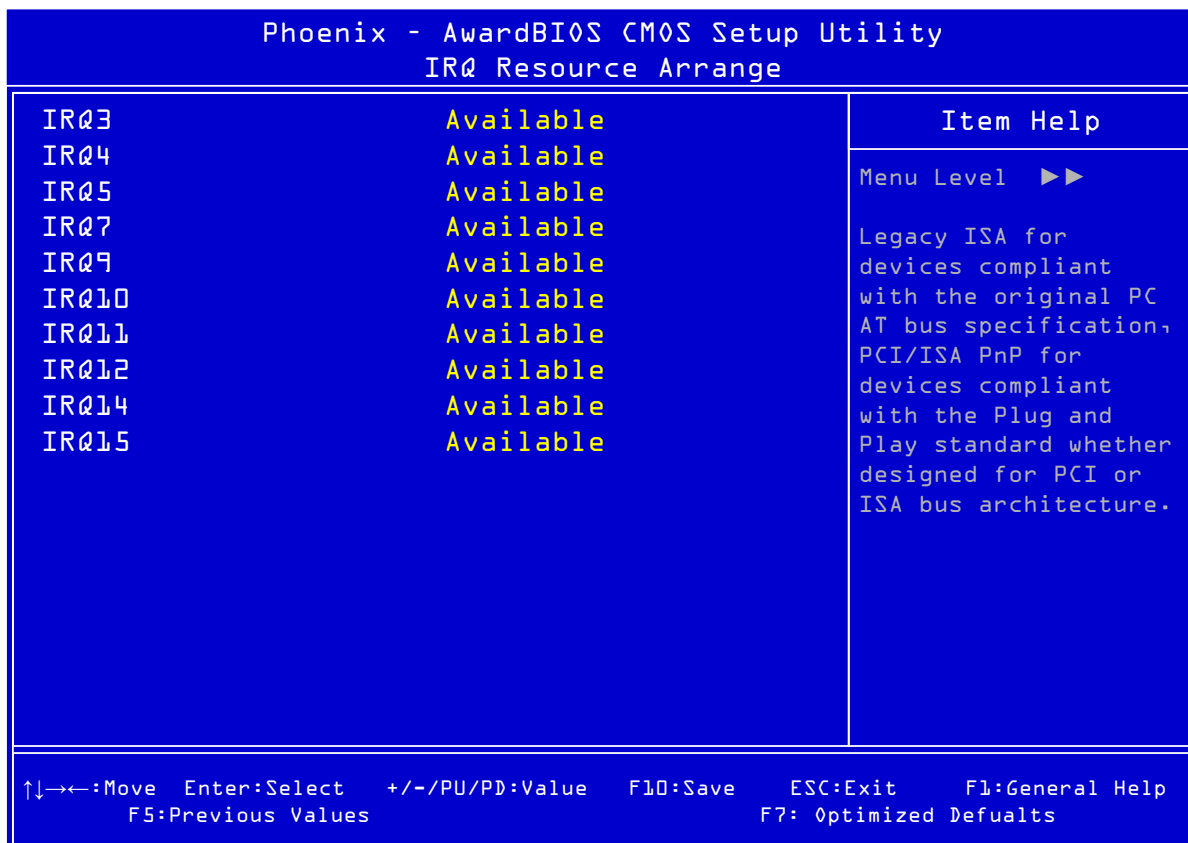 Phoenix - AwardBIOS CMOS Setup Utility
IRQ Resource Arrange
IRQ3 Available
IRQ4 Available
IRQ5 Available
IRQ7 Available
IRQ9 Available
IRQ10 Available
IRQ11 Available
IRQ12 Available
IRQ14 Available
IRQ15 Available
Item Help
Menu Level ►►
Legacy ISA for
devices compliant
with the original PC
AT bus specification,
PCI/ISA PnP for
devices compliant
with the Plug and
Play standard whether
designed for PCI or
ISA bus architecture.
↑↓→←:Move Enter:Select +/-/PU/PD:Value F10:Save ESC:Exit F1:General Help
F5:Previous Values F7: Optimized Defualts